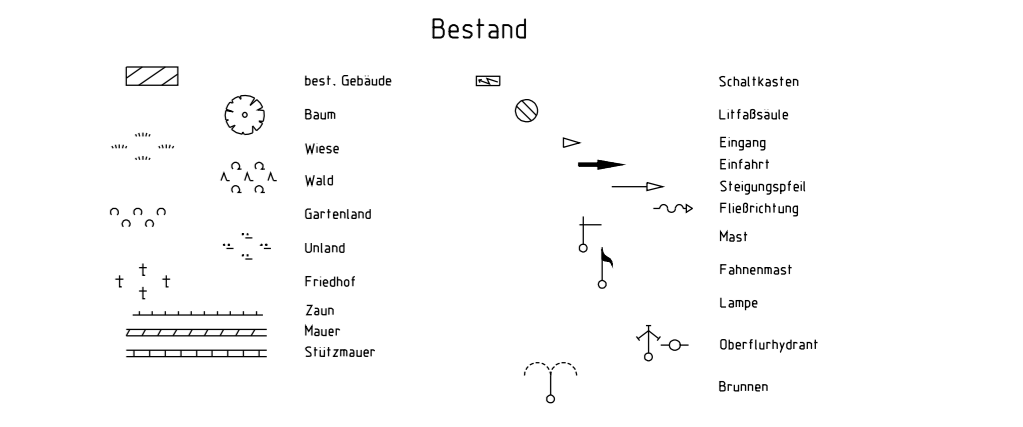 Bestand
best. Gebäude
Baum
Wiese
Wald
Gartenland
Unland
Friedhof
Zaun
Mauer
Stützmauer
Schaltkasten
Litfaßsäule
Eingang
Einfahrt
Steigungspfeil
Fließrichtung
Mast
Fahnenmast
Lampe
Oberflurhydrant
Brunnen